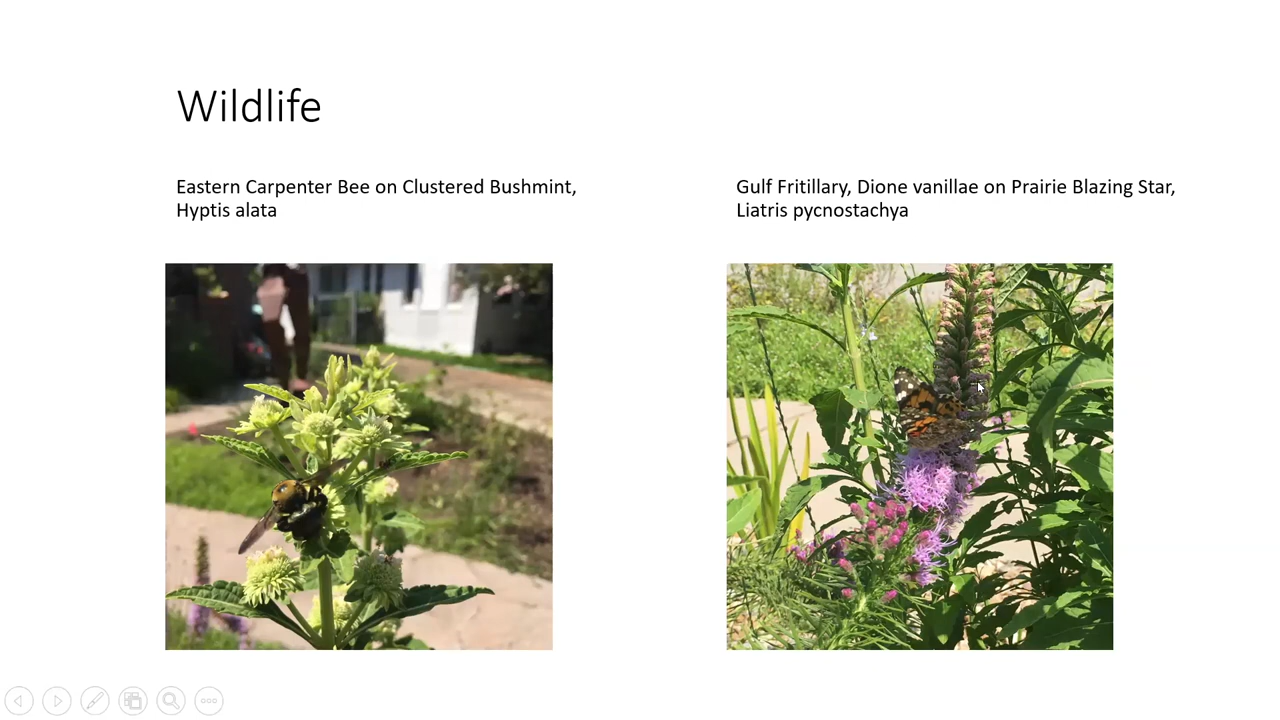 Wildlife
Eastern Carpenter Bee on Clustered Bushmint,
Hyptis alata
Gulf Fritillary, Dione vanillae on Prairie Blazing Star,
Liatris pycnostachya